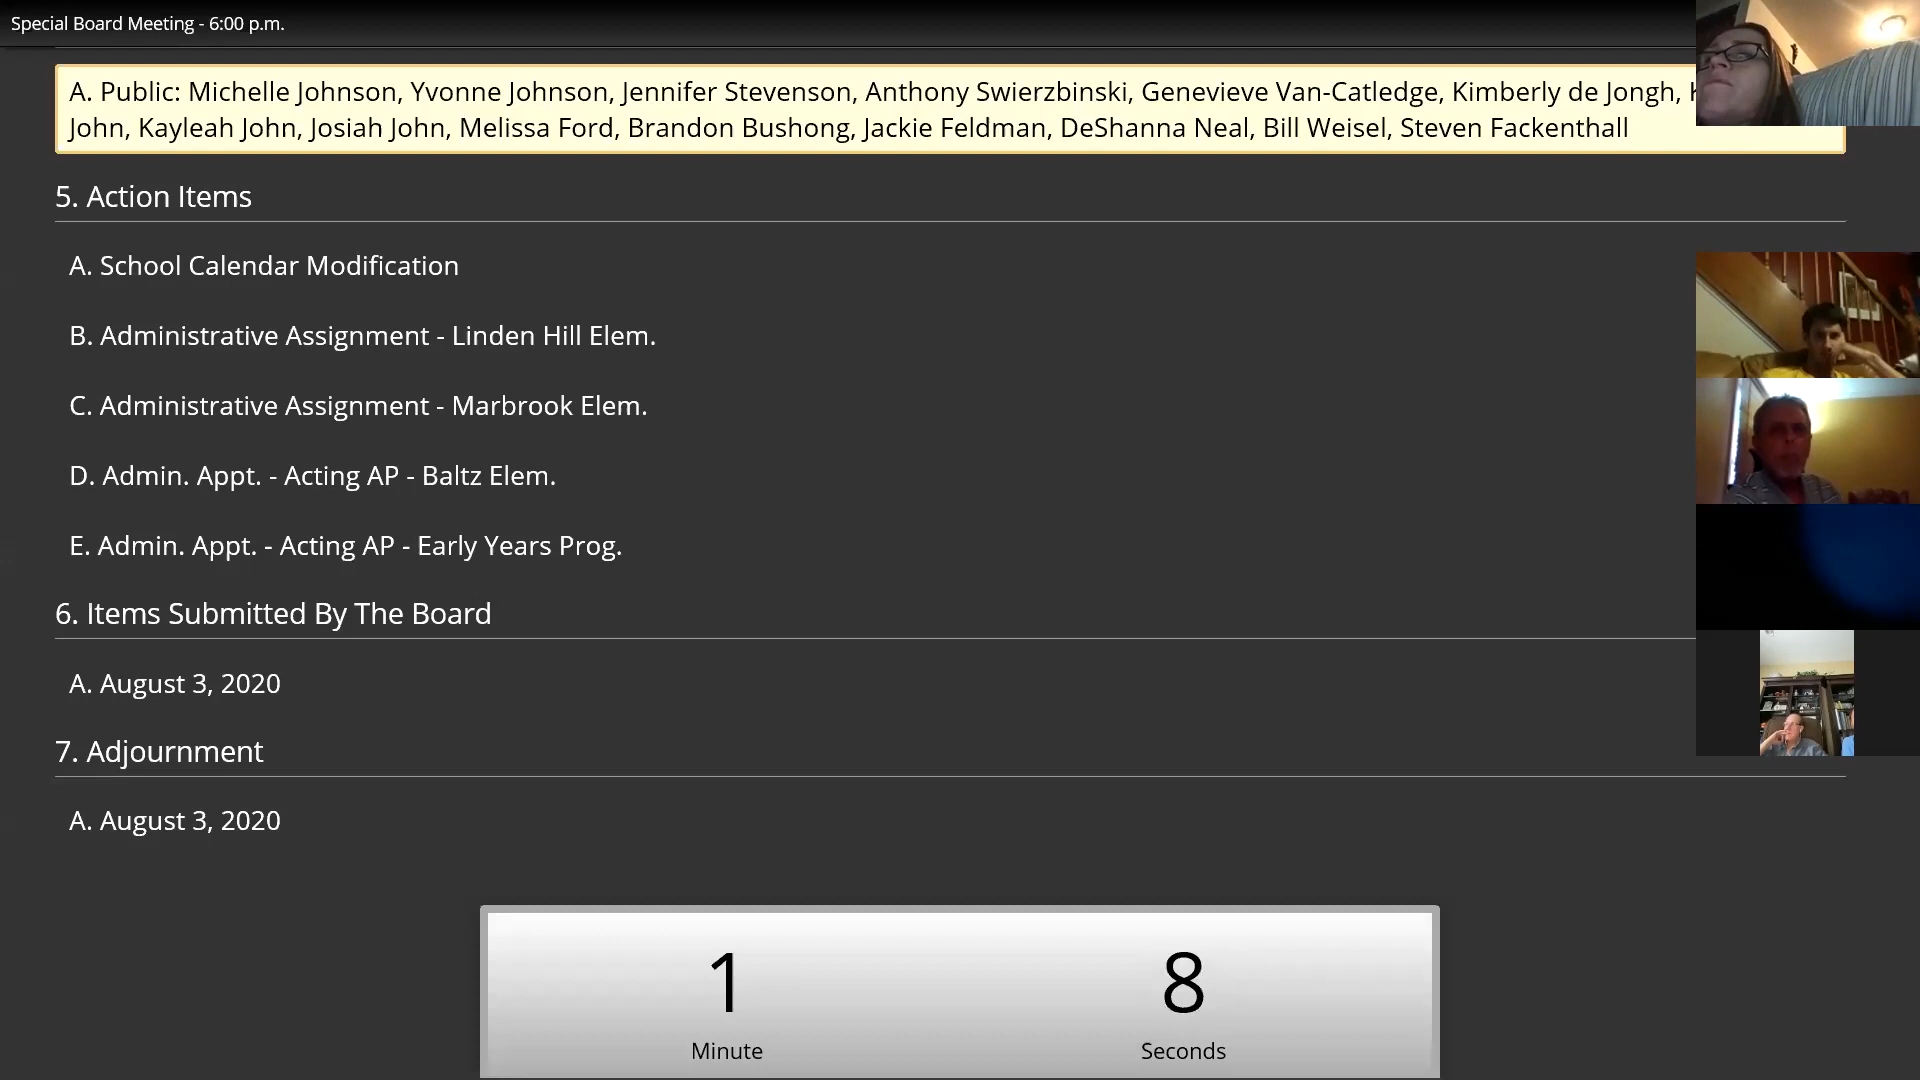 Special Board Meeting - 6:00 p.m.
A. Public: Michelle Johnson, Yvonne Johnson, Jennifer Stevenson, Anthony Swierzbinski, Genevieve Van-Catledge, Kimberly de Jongh,
John, Kayleah John, Josiah John, Melissa Ford, Brandon Bushong, Jackie Feldman, DeShanna Neal, Bill Weisel, Steven Fackenthall
5. Action Items
A. School Calendar Modification
B. Administrative Assignment - Linden Hill Elem.
C. Administrative Assignment - Marbrook Elem.
D. Admin. Appt. - Acting AP - Baltz Elem.
E. Admin. Appt. - Acting AP - Early Years Prog.
6. Items Submitted By The Board
A. August 3, 2020
7. Adjournment
A. August 3, 2020
1 8
Minute Seconds